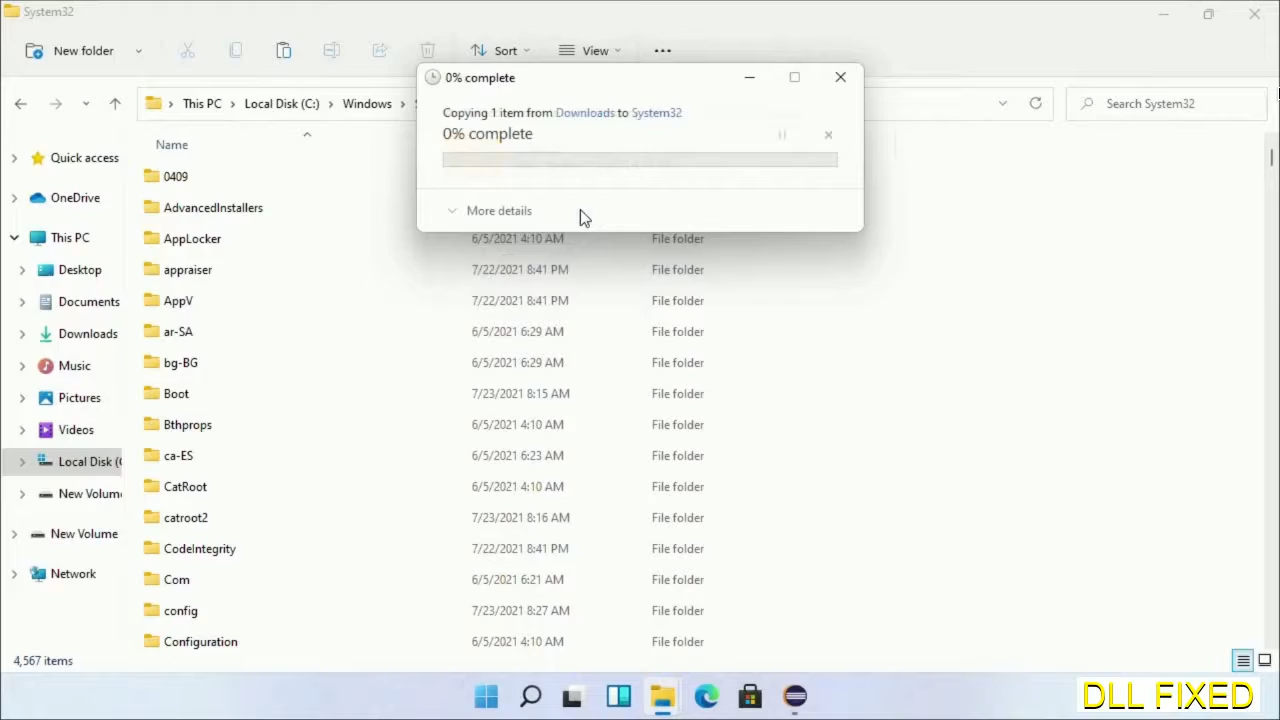 System32
New folder
Sort
View
0% complete
Copying 1 item from Downloads to System32
0% complete
More details
This PC
Local Disk (C:)
Windows
Search System32
Name
Quick access
OneDrive
This PC
Desktop
Documents
Downloads
Music
Pictures
Videos
Local Disk (
New Volum
New Volume
Network
0409
AdvancedInstallers
AppLocker 6/5/2021 4:10 AM File folder
appraiser 7/22/2021 8:41 PM File folder
AppV 7/22/2021 8:41 PM File folder
ar-SA 6/5/2021 6:29 AM File folder
bg-BG 6/5/2021 6:29 AM File folder
Boot 7/23/2021 8:15 AM File folder
Bthprops 6/5/2021 4:10 AM File folder
ca-ES 6/5/2021 6:23 AM File folder
CatRoot 6/5/2021 4:10 AM File folder
catroot2 7/23/2021 8:16 AM File folder
CodeIntegrity 7/22/2021 8:41 PM File folder
Com 6/5/2021 6:21 AM File folder
config 7/23/2021 8:27 AM File folder
Configuration 6/5/2021 4:10 AM File folder
4,567 items
DLL FIXED